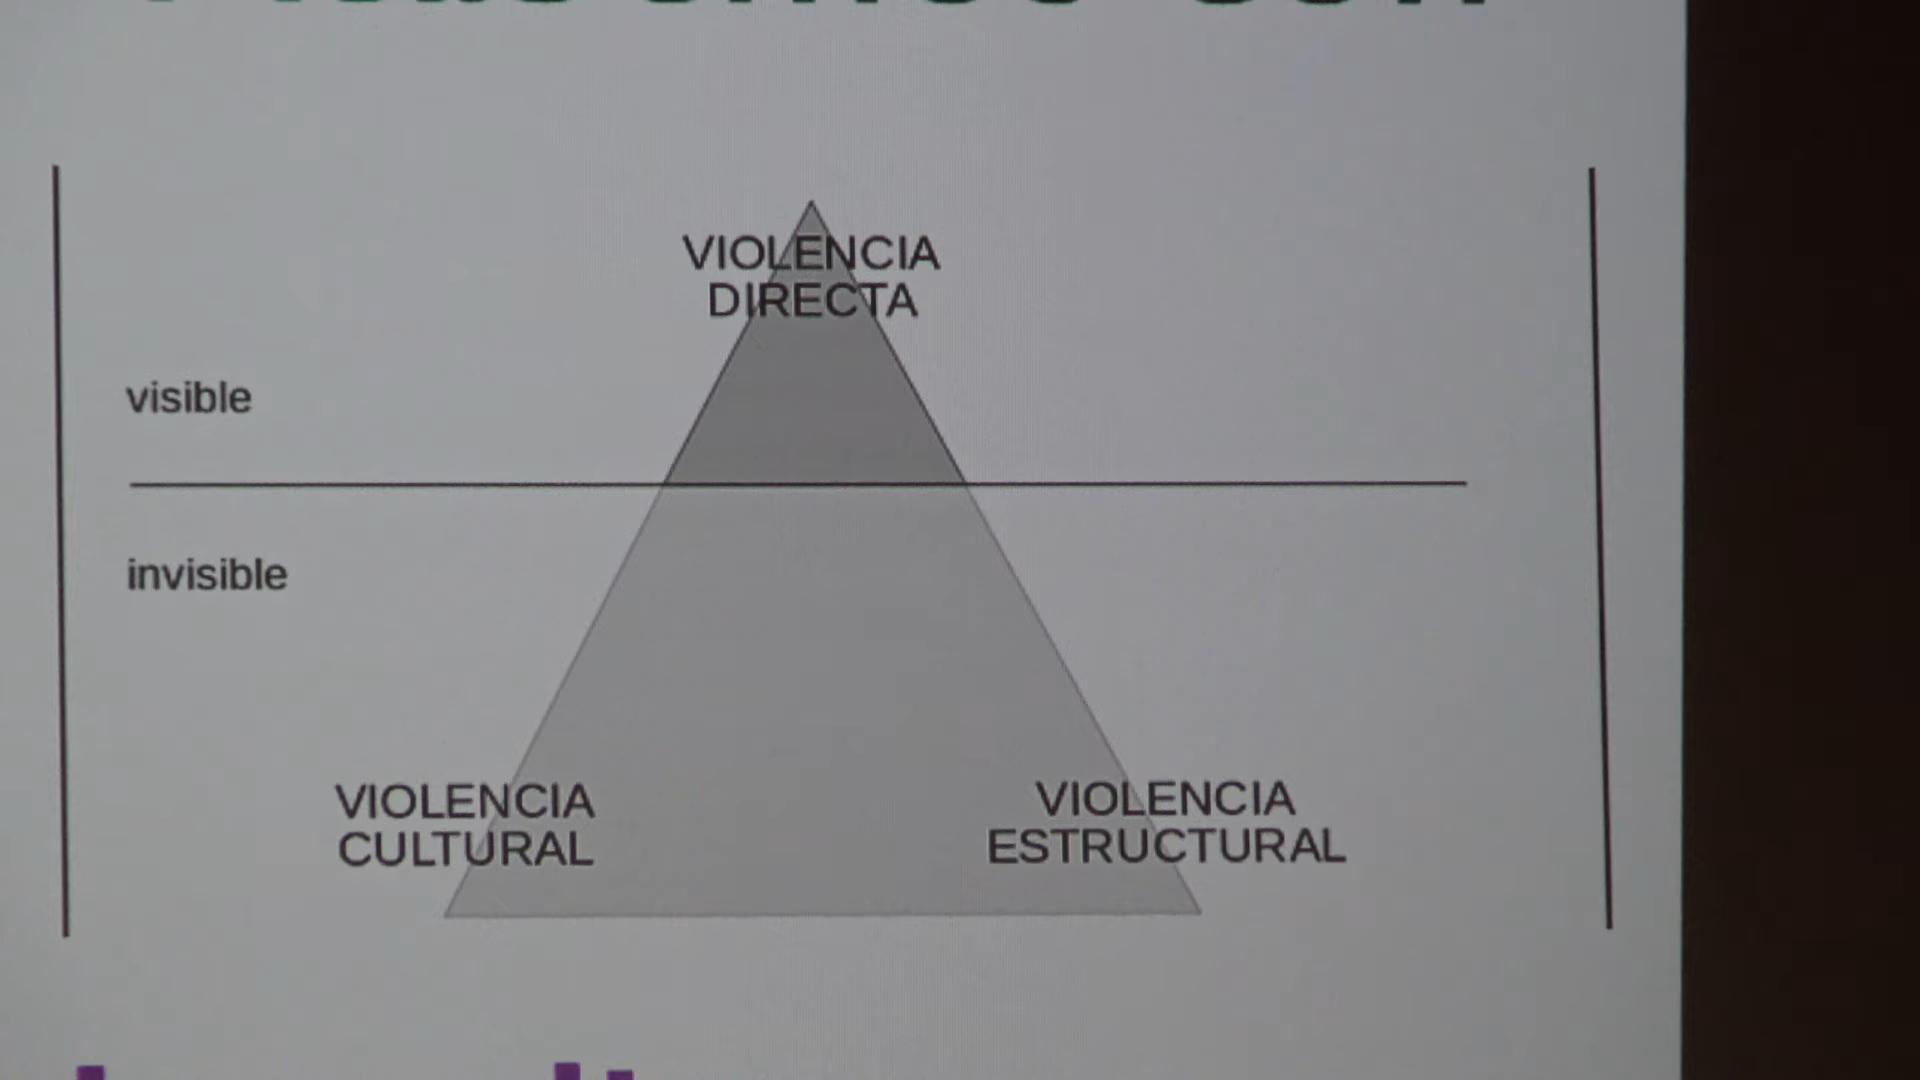 VIOLENCIA
DIRECTA
visible
invisible
VIOLENCIA
CULTURAL
VIOLENCIA
ESTRUCTURAL